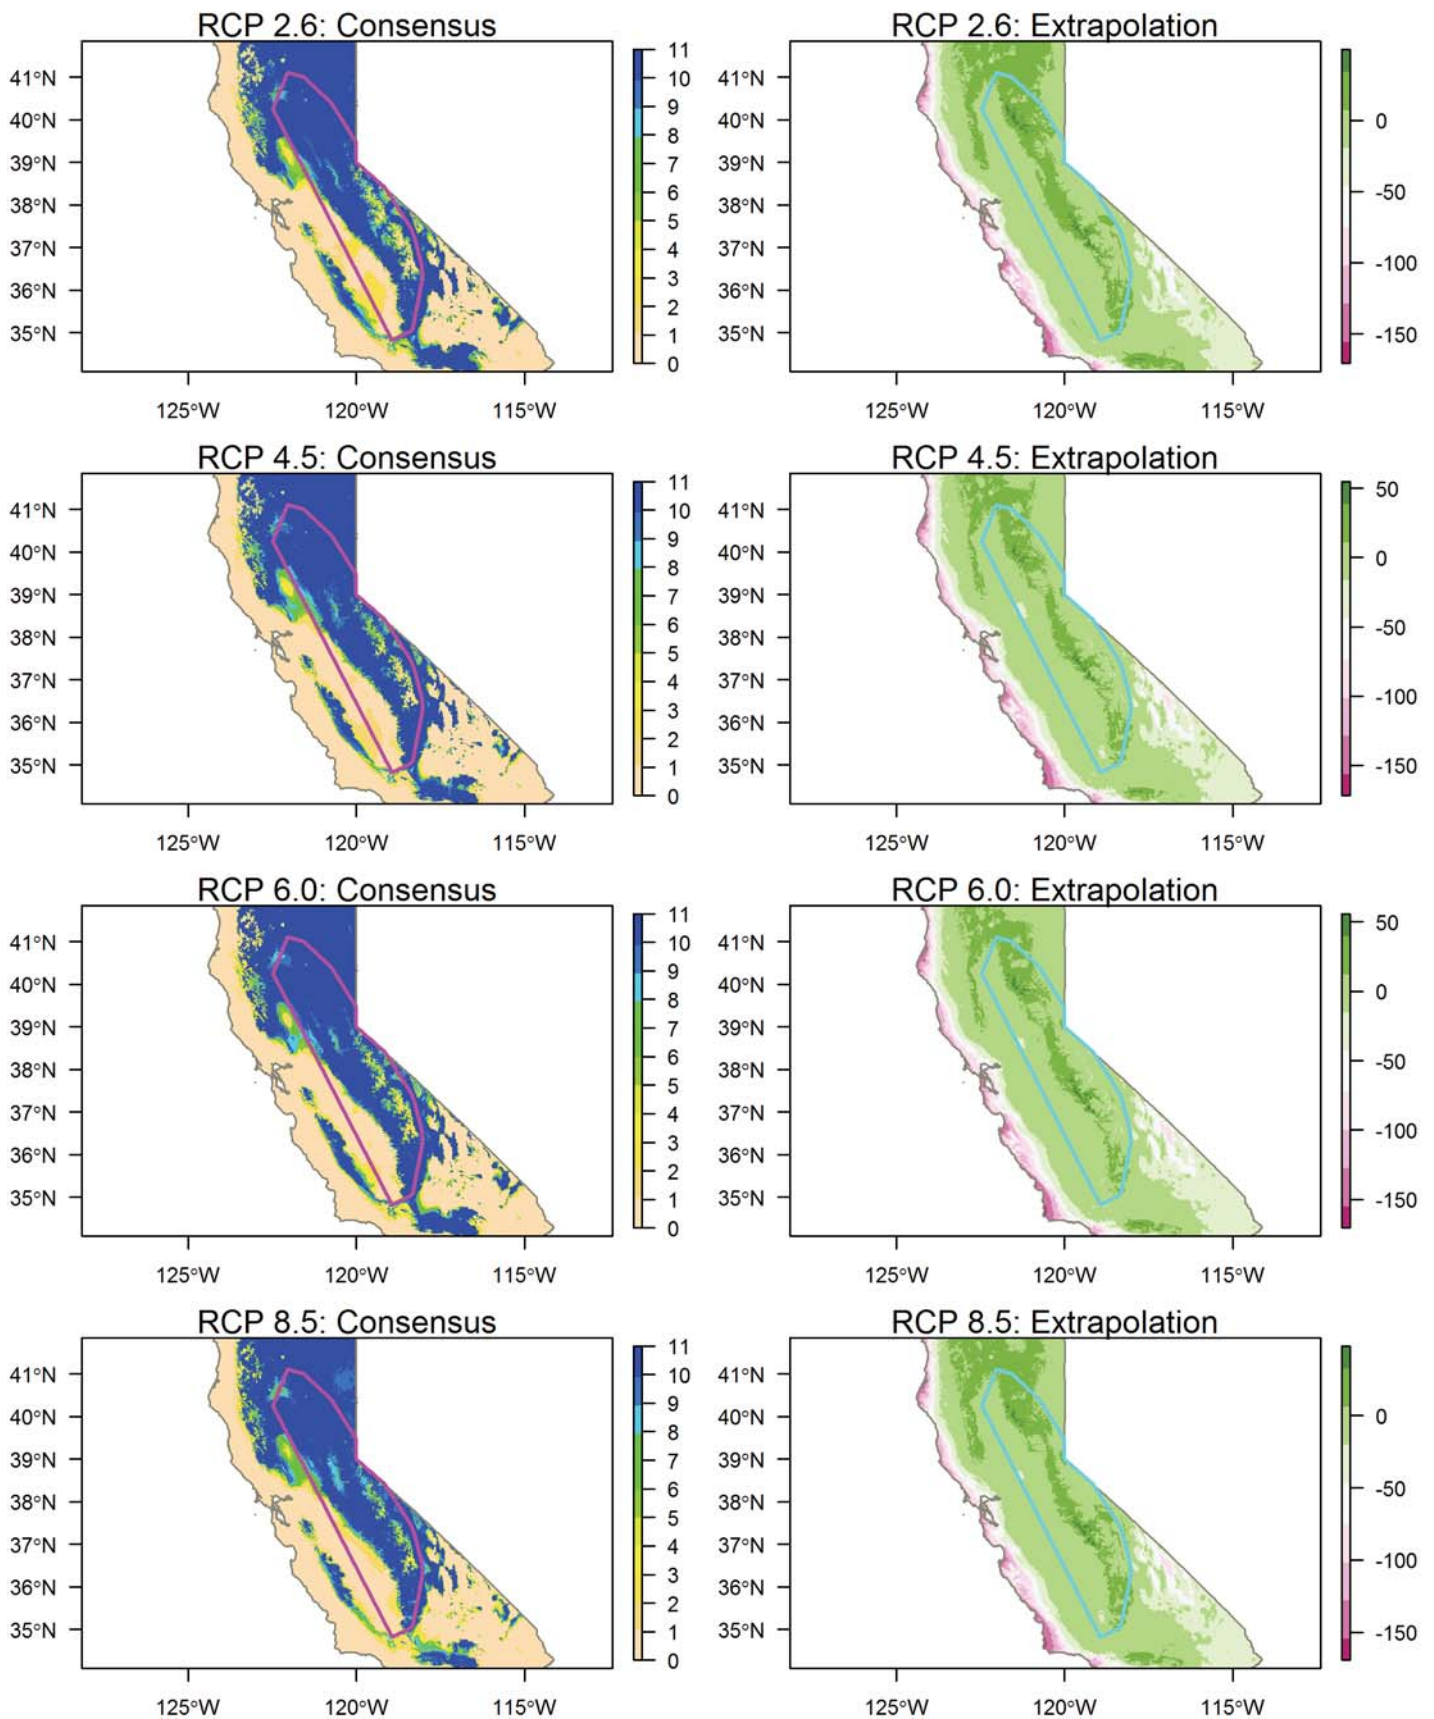 RCP 2.6: Consensus
RCP 2.6: Extrapolation
41°N
40°N
39°N
38°N
37°N
36°N
35°N
125°W
120°W
115°W
11
10
9
8
7
6
5
4
3
2
1
0
41°N
40°N
39°N
38°N
37°N
36°N
35°N
125°W
120°W
115°W
0
-50
-100
-150
RCP 4.5: Consensus
RCP 4.5: Extrapolation
41°N
40°N
39°N
38°N
37°N
36°N
35°N
125°W
120°W
115°W
11
10
9
8
7
6
5
4
3
2
1
0
41°N
40°N
39°N
38°N
37°N
36°N
35°N
125°W
120°W
115°W
50
0
-50
-100
-150
RCP 6.0: Consensus
RCP 6.0: Extrapolation
41°N
40°N
39°N
38°N
37°N
36°N
35°N
125°W
120°W
115°W
11
10
9
8
7
6
5
4
3
2
1
0
41°N
40°N
39°N
38°N
37°N
36°N
35°N
125°W
120°W
115°W
50
0
-50
-100
-150
RCP 8.5: Consensus
RCP 8.5: Extrapolation
41°N
40°N
39°N
38°N
37°N
36°N
35°N
125°W
120°W
115°W
11
10
9
8
7
6
5
4
3
2
1
0
41°N
40°N
39°N
38°N
37°N
36°N
35°N
125°W
120°W
115°W
0
-50
-100
-150